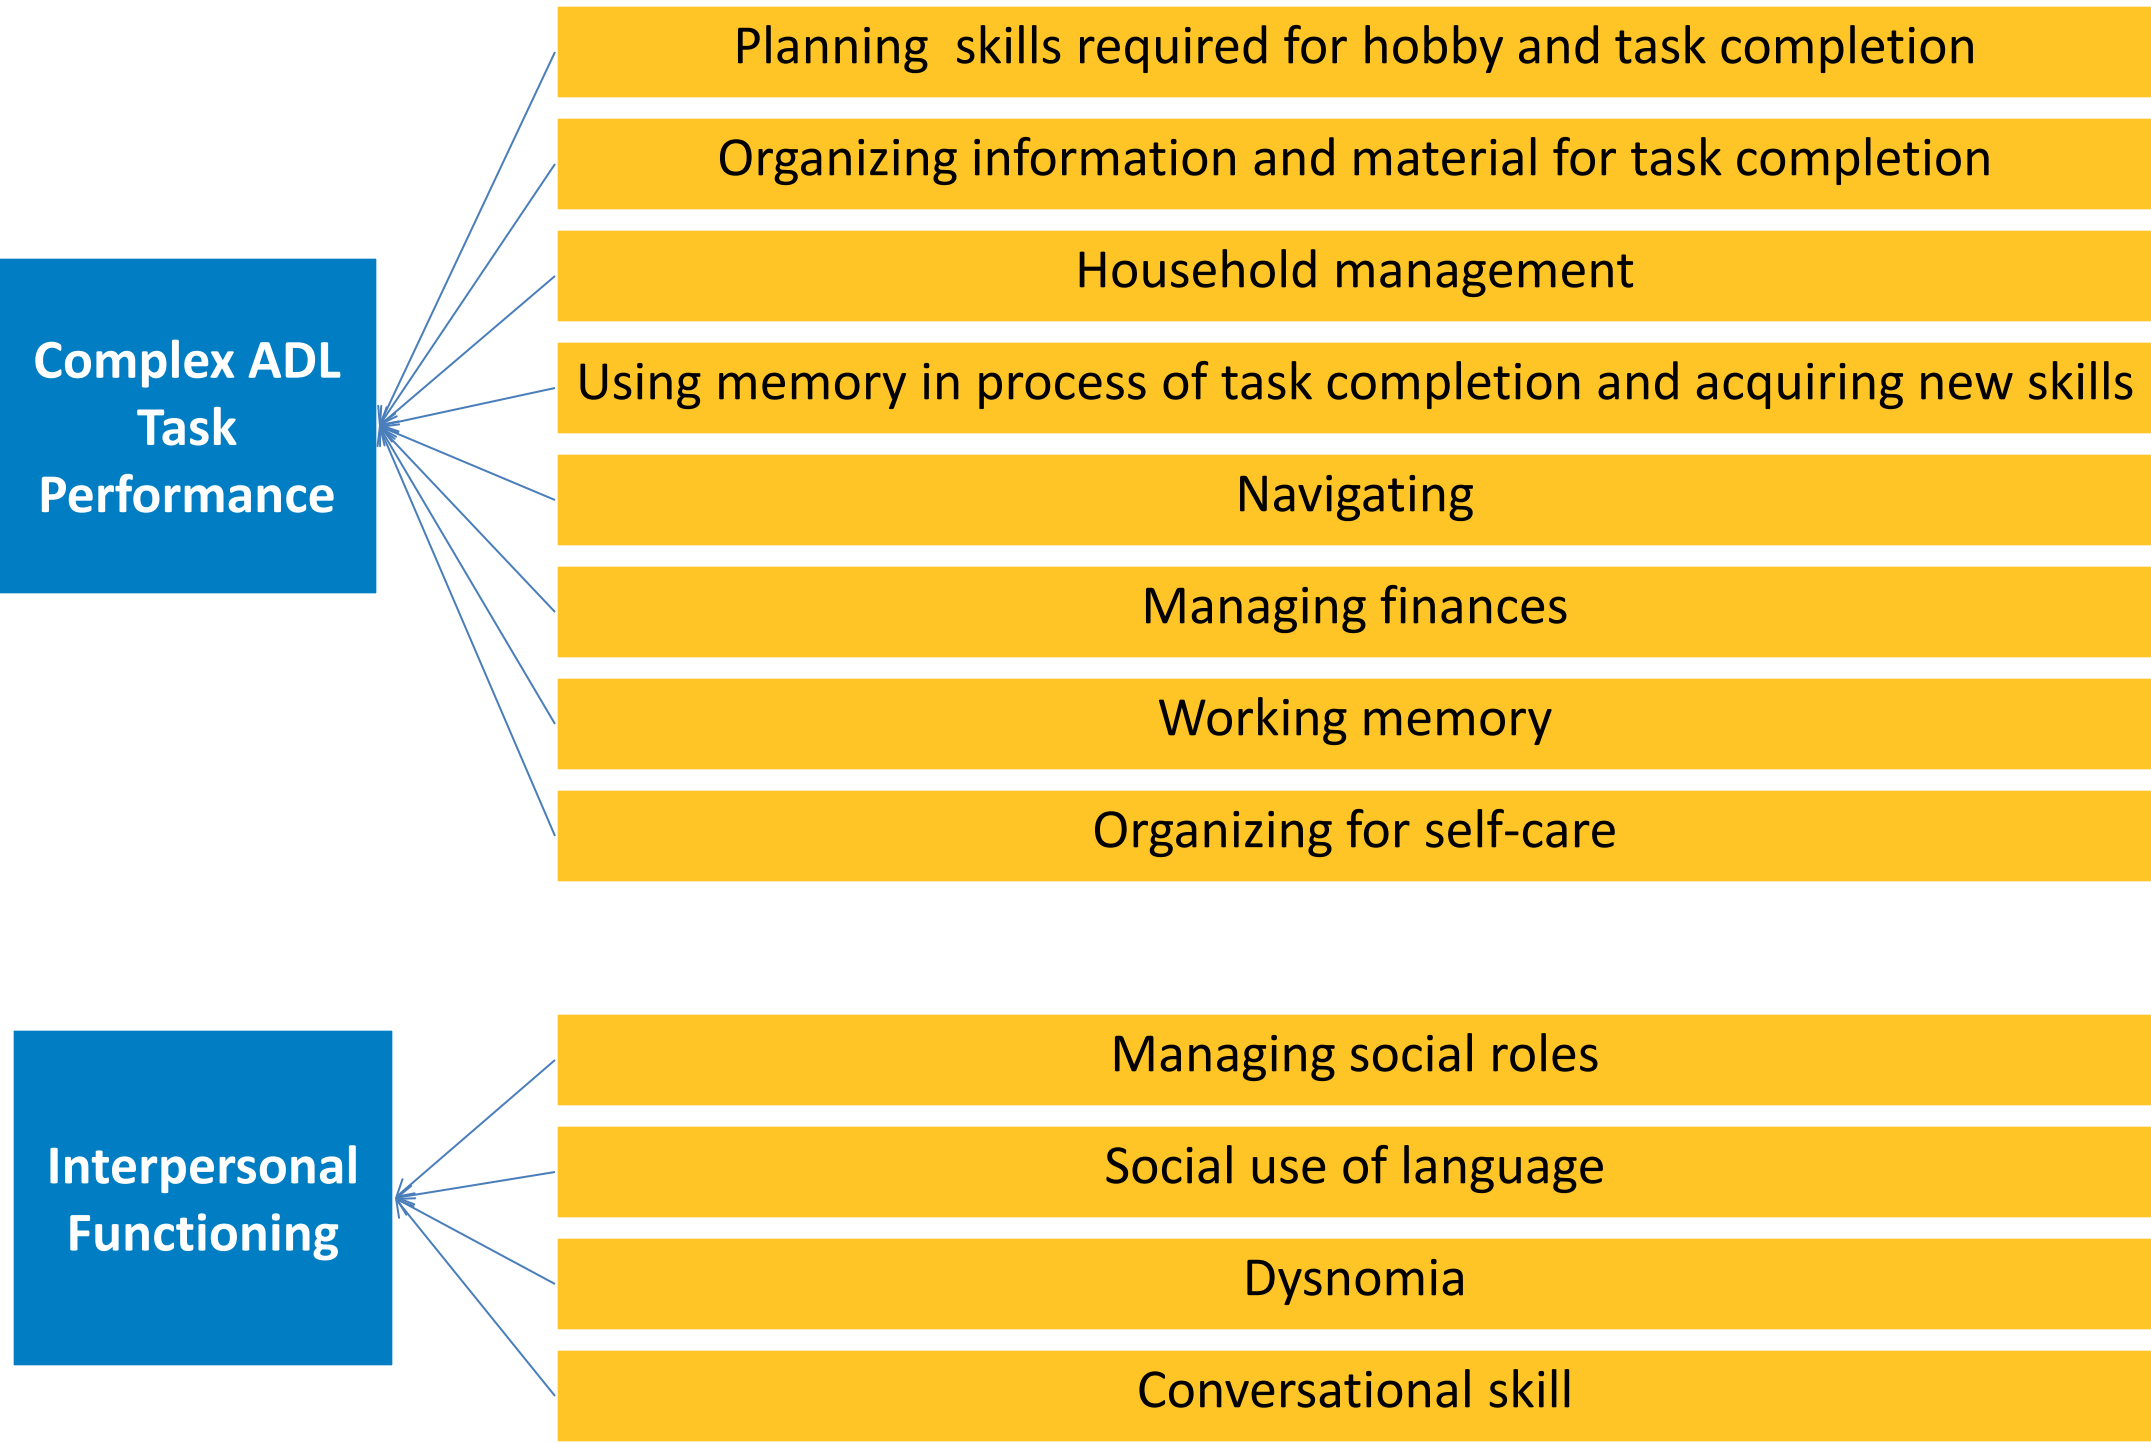 Planning  skills required for hobby and task completion
Organizing information and material for task completion
Household management
Using memory in process of task completion and acquiring new skills
Navigating
Managing finances
Working memory
Organizing for self-care
Complex ADL
Task
Performance
Managing social roles
Social use of language
Dysnomia
Conversational skill
Interpersonal
Functioning